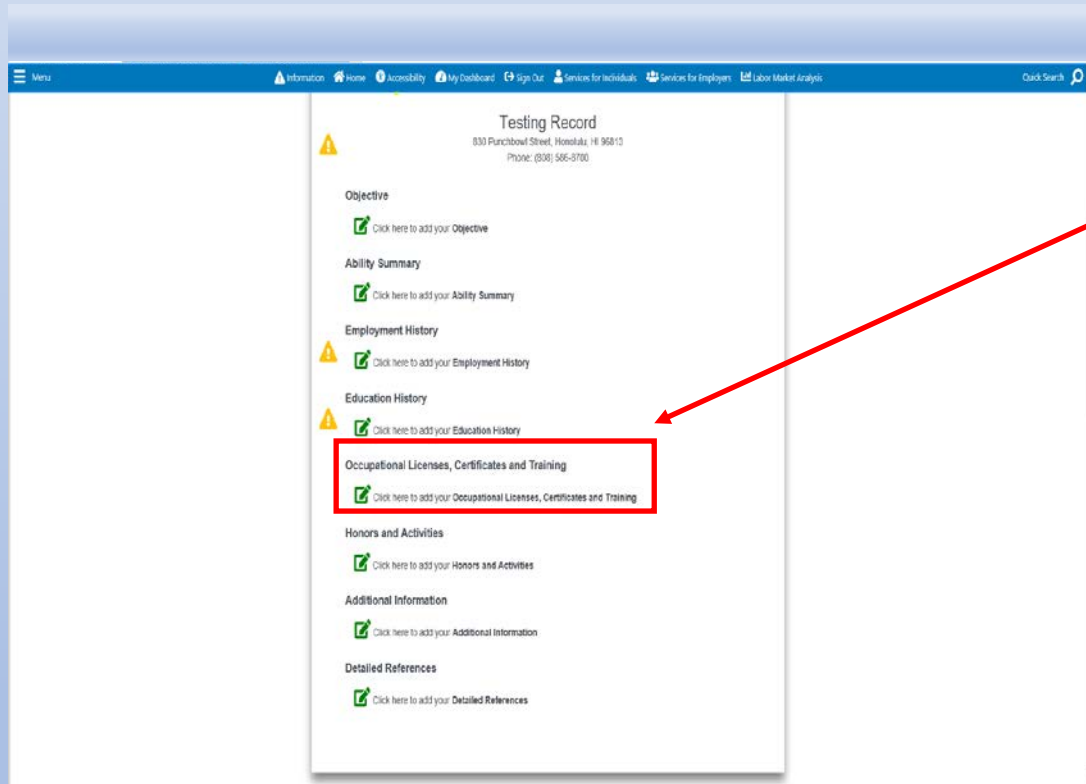 Menu
Information Home Accessibility My Dashboard Sign Out Services for Individuals Services for Employers Labor Market Analysis
Quick Search
Testing Record
830 Punchbowl Street, Honolulu, HI 96813
Phone: (808) 586-8700
Objective
Click here to add your Objective
Ability Summary
Click here to add your Ability Summary
Employment History
Click here to add your Employment History
Education History
Click here to add your Education History
Occupational Licenses, Certificates and Training
Click here to add your Occupational Licenses, Certificates and Training
Honors and Activities
Click here to add your Honors and Activities
Additional Information
Click here to add your Additional Information
Detailed References
Click here to add your Detailed References